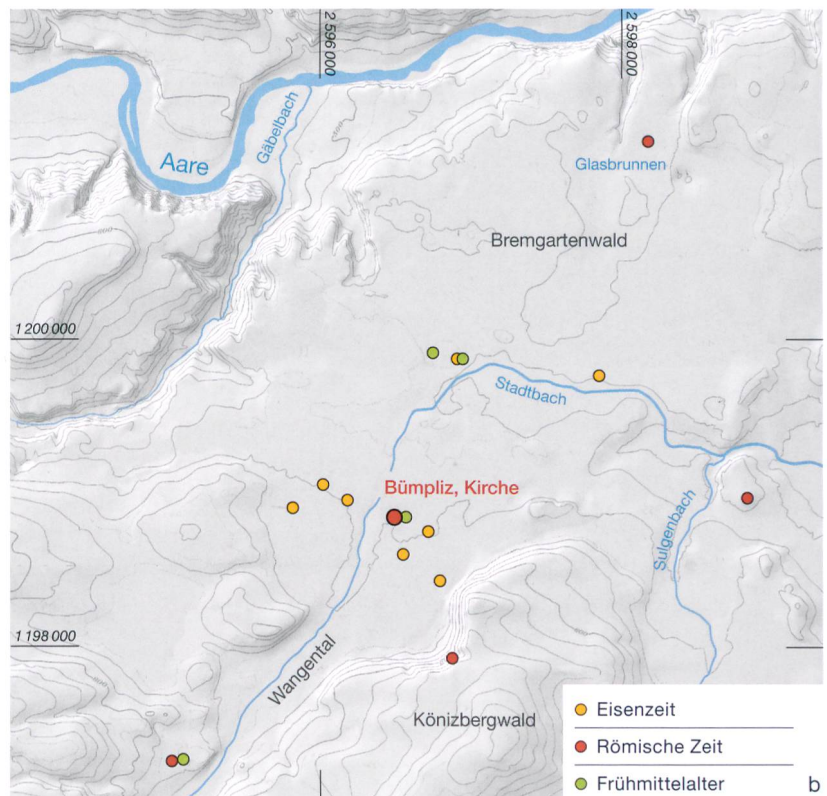 2 596 000
2 598 000
Gäbelbach
Aare
Glasbrunnen
Bremgartenwald
1 200 000
Stadtbach
Bümpliz, Kirche
Sulgenbach
1 198 000
Wangental
Könizbergwald
Eisenzeit
Römische Zeit
Frühmittelalter
b